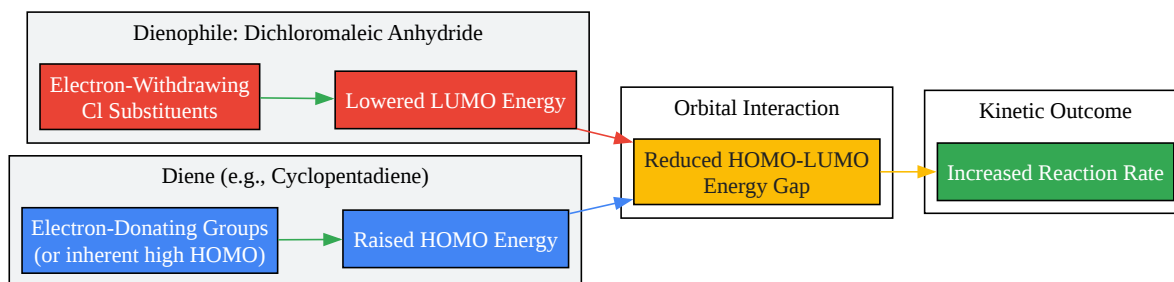 Dienophile: Dichloromaleic Anhydride
Electron-Withdrawing
Cl Substituents
Lowered LUMO Energy
Diene (e.g., Cyclopentadiene)
Electron-Donating Groups
(or inherent high HOMO)
Raised HOMO Energy
Orbital Interaction
Reduced HOMO-LUMO
Energy Gap
Kinetic Outcome
Increased Reaction Rate